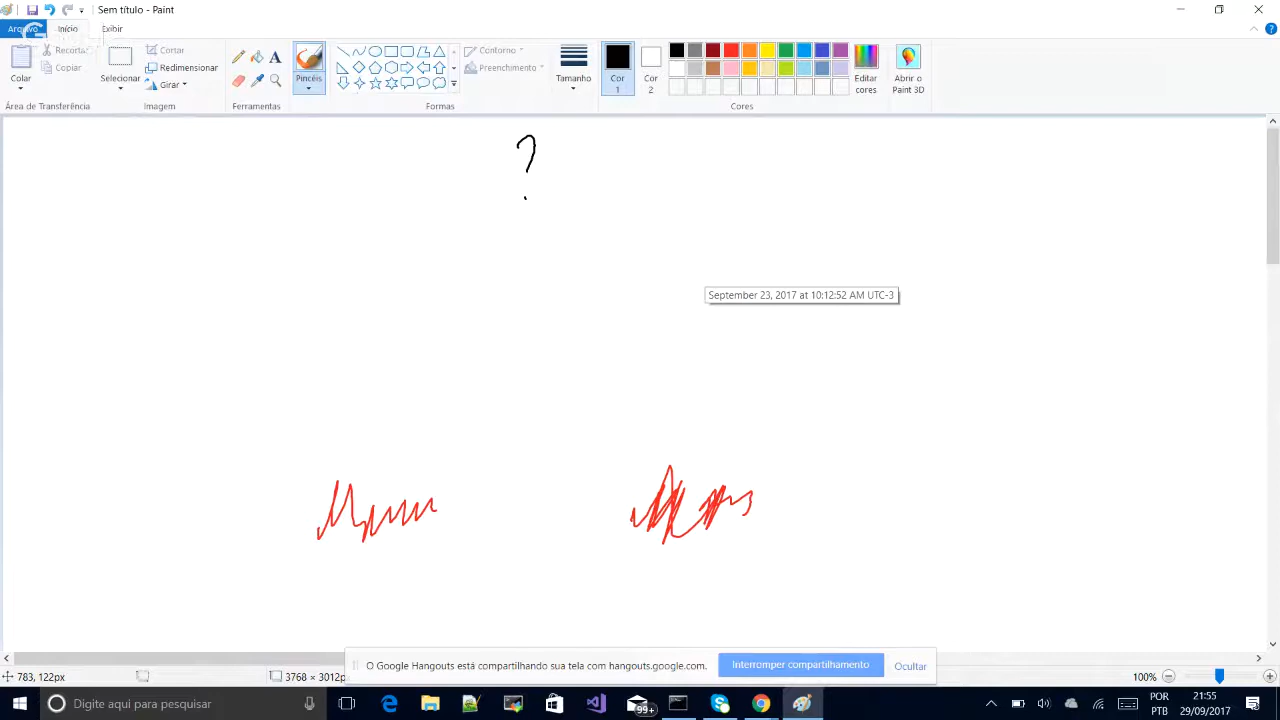 Sem título - Paint
Arquivo Início Exibir
Colar
Recortar
Copiar
Área de Transferência
Selecionar
Cortar
Redimensionar
Girar
Imagem
Ferramentas
Pincéis
Contorno
Preenchimento
Formas
Tamanho
Cor 1
Cor 2
Editar cores
Abrir o Paint 3D
Cores
?
September 23, 2017 at 10:12:52 AM UTC-3
O Google Hangouts está compartilhando sua tela com hangouts.google.com.
Interromper compartilhamento
Ocultar
3768 × 3012p
100%
Digite aqui para pesquisar
99+
POR
PTB
21:55
29/09/2017